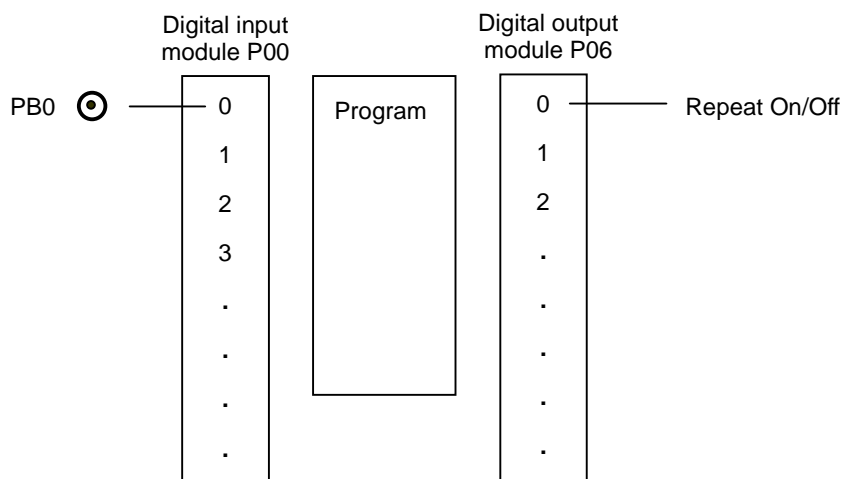 Digital input
module P00
Digital output
module P06
PB0
0
Program
0
Repeat On/Off
1
1
2
2
3
.
.
.
.
.
.
.
.
.